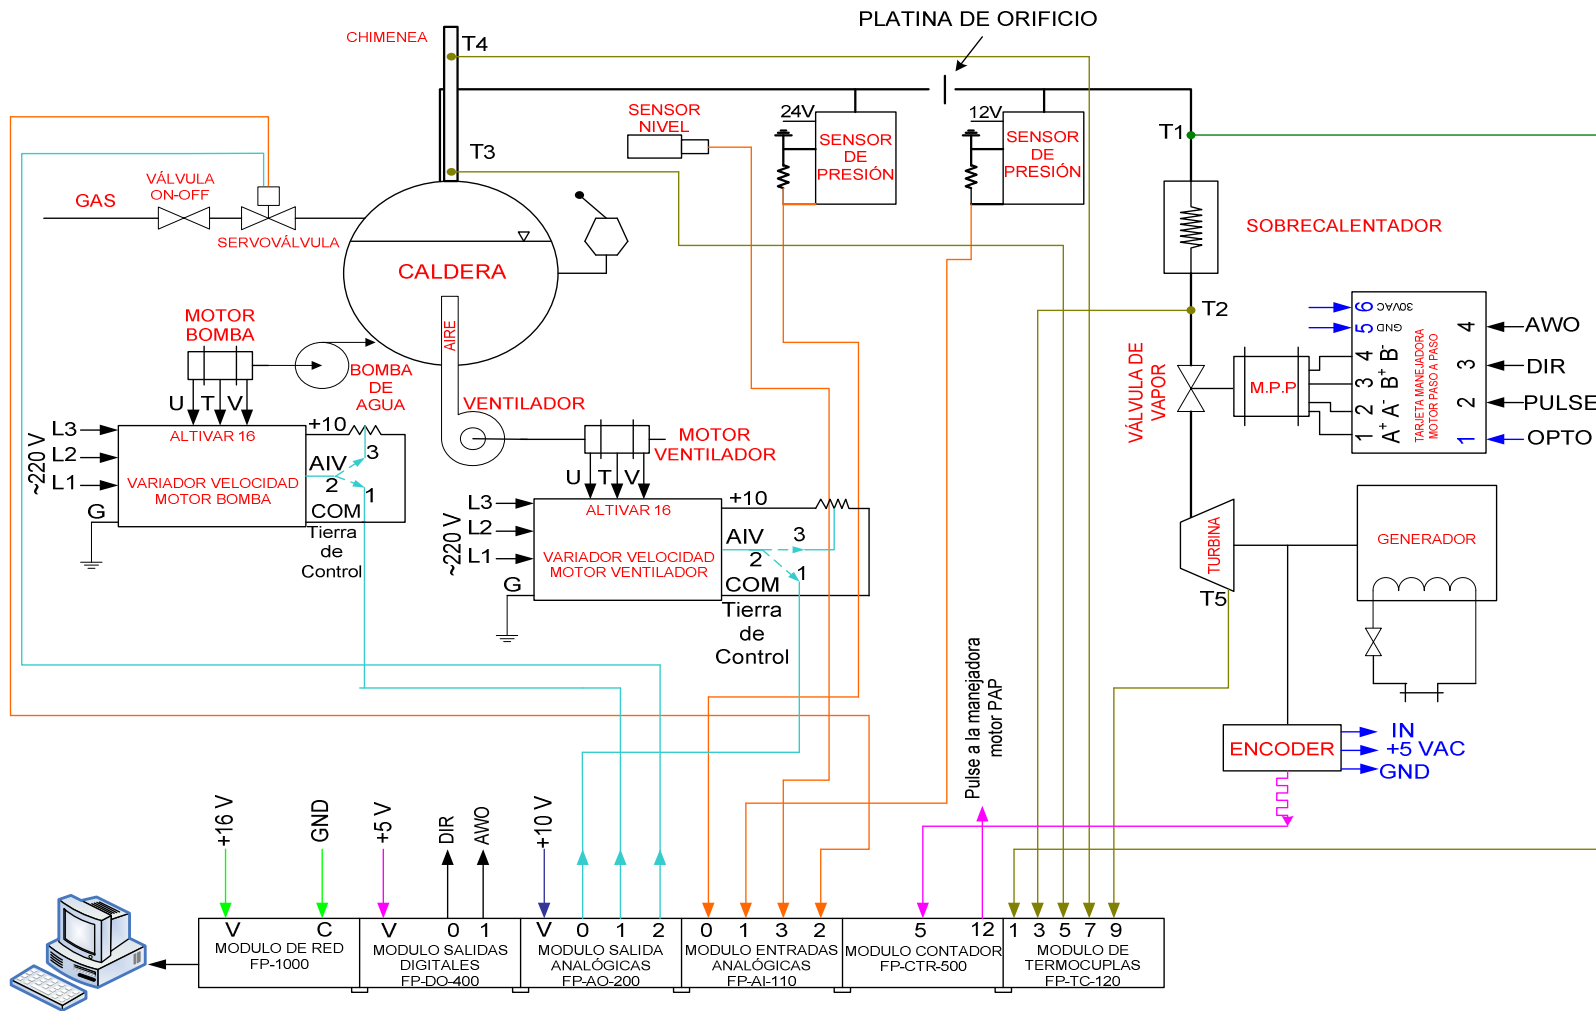 PLATINA DE ORIFICIO
CHIMENEA
T4
SENSOR
NIVEL
24V
SENSOR
DE
PRESIÓN
12V
SENSOR
DE
PRESIÓN
T1
T3
VÁLVULA
ON-OFF
GAS
SERVOVÁLVULA
CALDERA
SOBRECALENTADOR
T2
MOTOR
BOMBA
AIRE
BOMBA
DE
AGUA
U T V
L3
L2
L1
~220 V
G
ALTIVAR 16
VARIADOR VELOCIDAD
MOTOR BOMBA
+10
AIV
3
2
1
COM
Tierra
de
Control
VENTILADOR
MOTOR
VENTILADOR
U T V
L3
L2
L1
~220 V
G
ALTIVAR 16
VARIADOR VELOCIDAD
MOTOR VENTILADOR
+10
AIV
3
2
1
COM
Tierra
de
Control
VÁLVULA DE
VAPOR
M.P.P
6 30VAC
5 GND
4 B-
3 B+
2 A-
1 A+
TARJETA MANEJADORA
MOTOR PASO A PASO
4 AWO
3 DIR
2 PULSE
1 OPTO
TURBINA
T5
GENERADOR
ENCODER
IN
+5 VAC
GND
Pulse a la manejadora
motor PAP
+16 V
GND
+5 V
DIR
AWO
+10 V
V C
MODULO DE RED
FP-1000
V 0 1
MODULO SALIDAS
DIGITALES
FP-DO-400
V 0 1 2
MODULO SALIDA
ANALÓGICAS
FP-AO-200
0 1 3 2
MODULO ENTRADAS
ANALÓGICAS
FP-AI-110
5 12
MODULO CONTADOR
FP-CTR-500
1 3 5 7 9
MODULO DE
TERMOCUPLAS
FP-TC-120